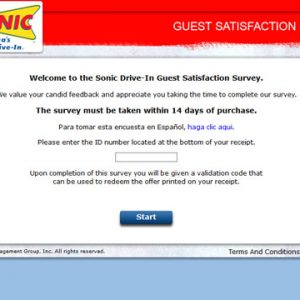 NIC
GUEST SATISFACTION
a's
Drive-In.
Welcome to the Sonic Drive-In Guest Satisfaction Survey.
We value your candid feedback and appreciate you taking the time to complete our survey.
The survey must be taken within 14 days of purchase.
Para tomar esta encuesta en Español, haga clic aqui.
Please enter the ID number located at the bottom of your receipt.
Upon completion of this survey you will be given a validation code that
can be used to redeem the offer printed on your receipt.
Start
agement Group, Inc. All rights reserved.
Terms And Conditions